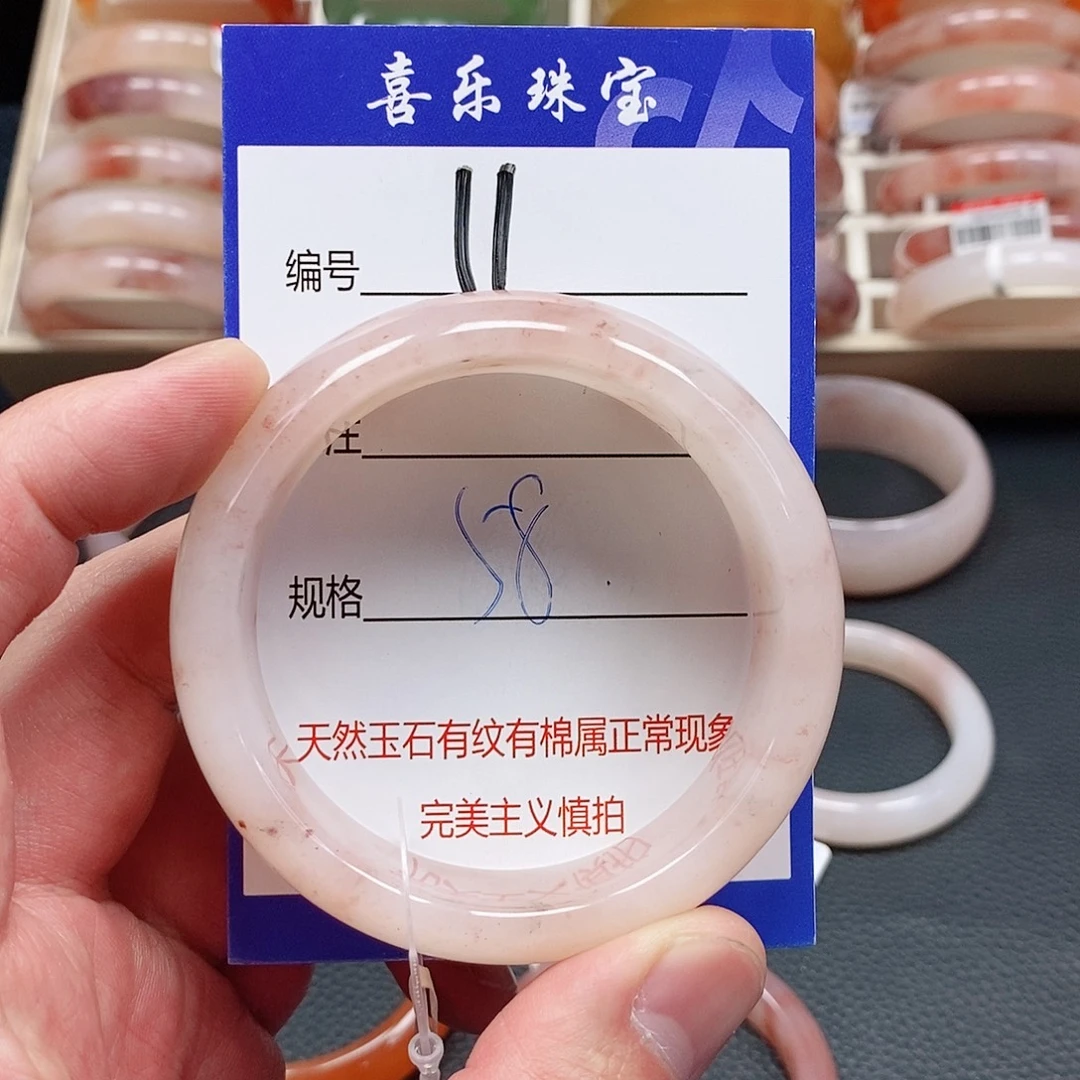 喜乐珠宝
编号
注
58
规格
天然玉石有纹有棉属正常现象
完美主义慎拍